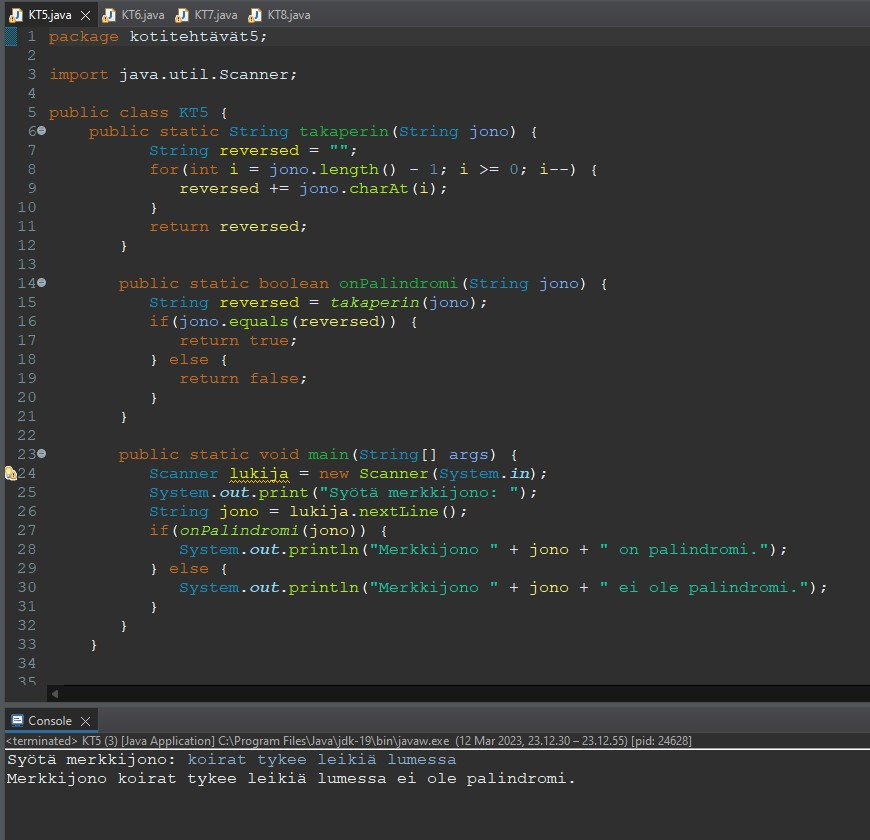 KT5.java KT6.java KT7.java KT8.java
1 package kotitehtävät5;
2
3 import java.util.Scanner;
4
5 public class KT5 {
6 public static String takaperin(String jono) {
7 String reversed = "";
8 for(int i = jono.length() - 1; i >= 0; i--) {
9 reversed += jono.charAt(i);
10 }
11 return reversed;
12 }
13
14 public static boolean onPalindromi(String jono) {
15 String reversed = takaperin(jono);
16 if(jono.equals(reversed)) {
17 return true;
18 } else {
19 return false;
20 }
21 }
22
23 public static void main(String[] args) {
24 Scanner lukija = new Scanner(System.in);
25 System.out.print("Syötä merkkijono: ");
26 String jono = lukija.nextLine();
27 if(onPalindromi(jono)) {
28 System.out.println("Merkkijono " + jono + " on palindromi.");
29 } else {
30 System.out.println("Merkkijono " + jono + " ei ole palindromi.");
31 }
32 }
33 }
34
35
Console
<terminated> KT5 (3) [Java Application] C:\Program Files\Java\jdk-19\bin\javaw.exe (12 Mar 2023, 23.12.30 – 23.12.55) [pid: 24628]
Syötä merkkijono: koirat tykee leikiä lumessa
Merkkijono koirat tykee leikiä lumessa ei ole palindromi.